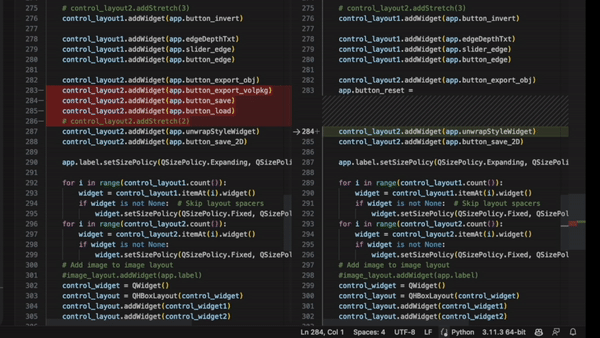 275 # control_layout2.addStretch(3)
276 control_layout1.addWidget(app.button_invert)
277
278 control_layout1.addWidget(app.edgeDepthTxt)
279 control_layout1.addWidget(app.slider_edge)
280 control_layout1.addWidget(app.button_edge)
281
282 control_layout2.addWidget(app.button_export_obj)
283 control_layout2.addWidget(app.button_export_volpkg)
284 control_layout2.addWidget(app.button_save)
285 control_layout2.addWidget(app.button_load)
286 # control_layout2.addStretch(2)
287 control_layout2.addWidget(app.unwrapStyleWidget)
288 control_layout2.addWidget(app.button_save_2D)
289
290 app.label.setSizePolicy(QSizePolicy.Expanding, QSizePoli
291
292 for i in range(control_layout1.count()):
293 widget = control_layout1.itemAt(i).widget()
294 if widget is not None: # Skip layout spacers
295 widget.setSizePolicy(QSizePolicy.Fixed, QSizePol
296 for i in range(control_layout2.count()):
297 widget = control_layout2.itemAt(i).widget()
298 if widget is not None:
299 widget.setSizePolicy(QSizePolicy.Fixed, QSizePol
300 # Add image to image layout
301 #image_layout.addWidget(app.label)
302 control_widget = QWidget()
303 control_layout = QHBoxLayout(control_widget)
304 control_layout.addWidget(control_widget1)
305 control_layout.addWidget(control_widget2)
275 # control_layout2.addStretch(3)
276 control_layout1.addWidget(app.button_invert)
277
278 control_layout1.addWidget(app.edgeDepthTxt)
279 control_layout1.addWidget(app.slider_edge)
280 control_layout1.addWidget(app.button_edge)
281
282 control_layout2.addWidget(app.button_export_obj)
283 app.button_reset =
284 control_layout2.addWidget(app.unwrapStyleWidget)
285 control_layout2.addWidget(app.button_save_2D)
286
287 app.label.setSizePolicy(QSizePolicy.Expanding, QSizePoli
288
289 for i in range(control_layout1.count()):
290 widget = control_layout1.itemAt(i).widget()
291 if widget is not None: # Skip layout spacers
292 widget.setSizePolicy(QSizePolicy.Fixed, QSizePol
293 for i in range(control_layout2.count()):
294 widget = control_layout2.itemAt(i).widget()
295 if widget is not None:
296 widget.setSizePolicy(QSizePolicy.Fixed, QSizePol
297 # Add image to image layout
298 #image_layout.addWidget(app.label)
299 control_widget = QWidget()
300 control_layout = QHBoxLayout(control_widget)
301 control_layout.addWidget(control_widget1)
302 control_layout.addWidget(control_widget2)
Ln 284, Col 1 Spaces: 4 UTF-8 LF Python 3.11.3 64-bit